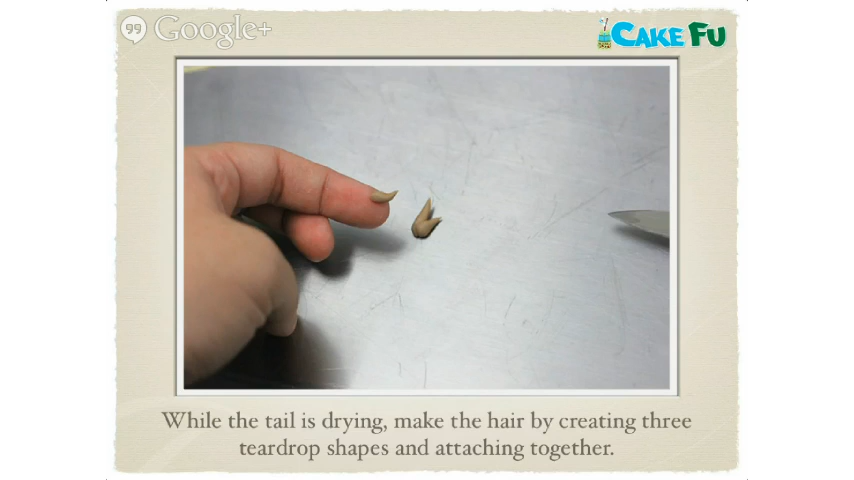 99 Google+
CAKE FU
While the tail is drying, make the hair by creating three
teardrop shapes and attaching together.